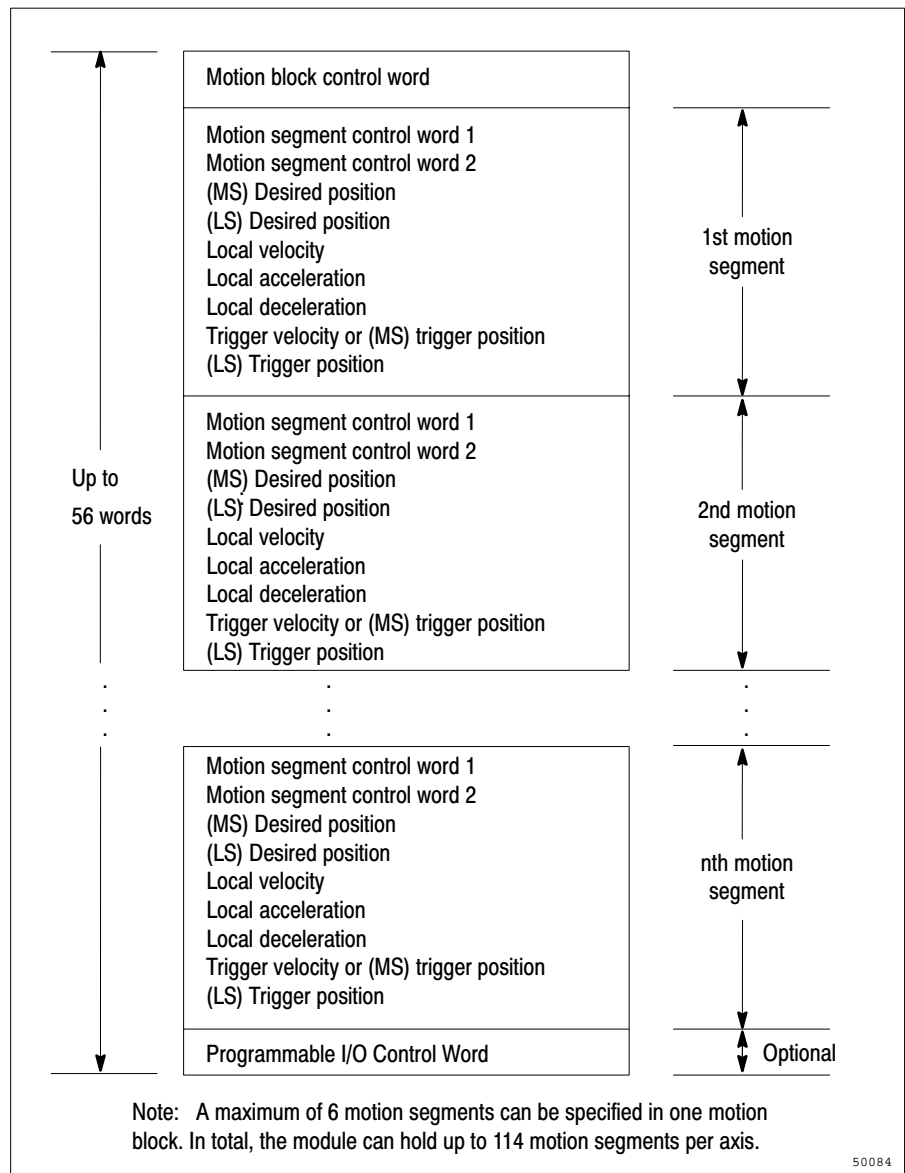 Motion block control word
Motion segment control word 1
Motion segment control word 2
(MS) Desired position
(LS) Desired position
Local velocity
Local acceleration
Local deceleration
Trigger velocity or (MS) trigger position
(LS) Trigger position
1st motion
segment
Motion segment control word 1
Motion segment control word 2
(MS) Desired position
(LS) Desired position
Local velocity
Local acceleration
Local deceleration
Trigger velocity or (MS) trigger position
(LS) Trigger position
Up to
56 words
2nd motion
segment
Motion segment control word 1
Motion segment control word 2
(MS) Desired position
(LS) Desired position
Local velocity
Local acceleration
Local deceleration
Trigger velocity or (MS) trigger position
(LS) Trigger position
nth motion
segment
Programmable I/O Control Word
Optional
Note: A maximum of 6 motion segments can be specified in one motion
block. In total, the module can hold up to 114 motion segments per axis.
50084